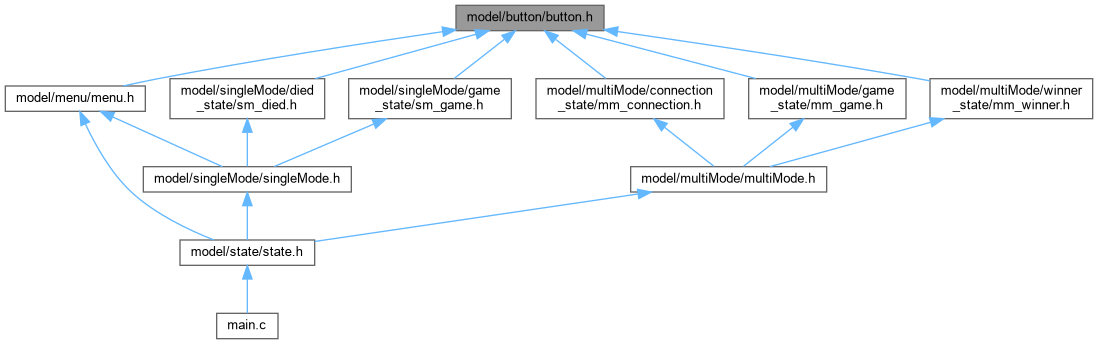 model/button/button.h
model/menu/menu.h
model/singleMode/died
_state/sm_died.h
model/singleMode/game
_state/sm_game.h
model/multiMode/connection
_state/mm_connection.h
model/multiMode/game
_state/mm_game.h
model/multiMode/winner
_state/mm_winner.h
model/singleMode/singleMode.h
model/multiMode/multiMode.h
model/state/state.h
main.c